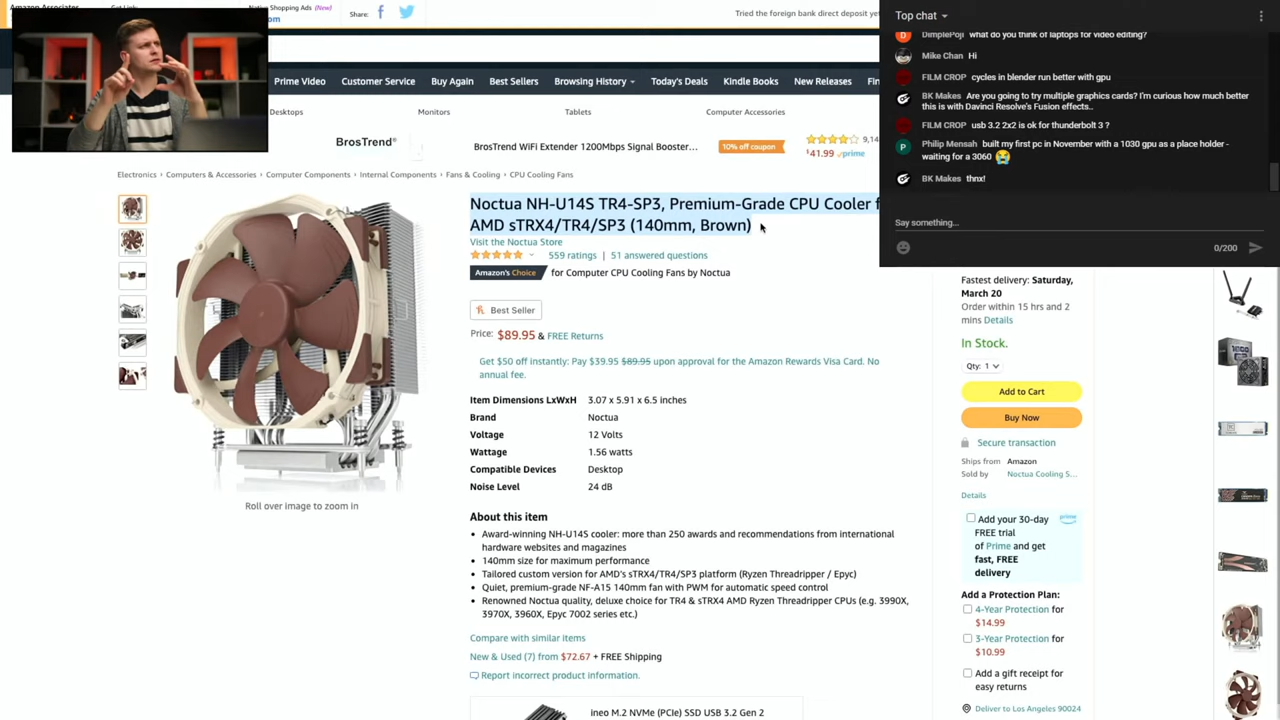 Amazon Associates
Get Link:
Native Shopping Ads (New)
Share:
Tried the foreign bank direct deposit yet
Prime Video
Customer Service
Buy Again
Best Sellers
Browsing History
Today's Deals
Kindle Books
New Releases
Desktops
Monitors
Tablets
Computer Accessories
BrosTrend®
BrosTrend WiFi Extender 1200Mbps Signal Booster...
10% off coupon
9,14
$41.99 prime
Electronics › Computers & Accessories › Computer Components › Internal Components › Fans & Cooling › CPU Cooling Fans
Noctua NH-U14S TR4-SP3, Premium-Grade CPU Cooler f
AMD sTRX4/TR4/SP3 (140mm, Brown)
Visit the Noctua Store
559 ratings | 51 answered questions
Amazon's Choice for Computer CPU Cooling Fans by Noctua
Best Seller
Price: $89.95 & FREE Returns
Get $50 off instantly: Pay $39.95 $89.95 upon approval for the Amazon Rewards Visa Card. No
annual fee.
Item Dimensions LxWxH 3.07 x 5.91 x 6.5 inches
Brand Noctua
Voltage 12 Volts
Wattage 1.56 watts
Compatible Devices Desktop
Noise Level 24 dB
About this item
• Award-winning NH-U14S cooler: more than 250 awards and recommendations from international
hardware websites and magazines
• 140mm size for maximum performance
• Tailored custom version for AMD's sTRX4/TR4/SP3 platform (Ryzen Threadripper / Epyc)
• Quiet, premium-grade NF-A15 140mm fan with PWM for automatic speed control
• Renowned Noctua quality, deluxe choice for TR4 & sTRX4 AMD Ryzen Threadripper CPUs (e.g. 3990X,
3970X, 3960X, Epyc 7002 series etc.)
Compare with similar items
New & Used (7) from $72.67 + FREE Shipping
Report incorrect product information.
ineo M.2 NVMe (PCIe) SSD USB 3.2 Gen 2
Roll over image to zoom in
Top chat
DimplePoji what do you think of laptops for video editing?
Mike Chan Hi
FILM CROP cycles in blender run better with gpu
BK Makes Are you going to try multiple graphics cards? I'm curious how much better
this is with Davinci Resolve's Fusion effects..
FILM CROP usb 3.2 2x2 is ok for thunderbolt 3 ?
Philip Mensah built my first pc in November with a 1030 gpu as a place holder -
waiting for a 3060 😭
BK Makes thnx!
Say something...
0/200
Fastest delivery: Saturday,
March 20
Order within 15 hrs and 2
mins Details
In Stock.
Qty: 1
Add to Cart
Buy Now
Secure transaction
Ships from Amazon
Sold by Noctua Cooling S...
Details
Add your 30-day
FREE trial
of Prime and get
fast, FREE
delivery
prime
Add a Protection Plan:
4-Year Protection for
$14.99
3-Year Protection for
$10.99
Add a gift receipt for
easy returns
Deliver to Los Angeles 90024